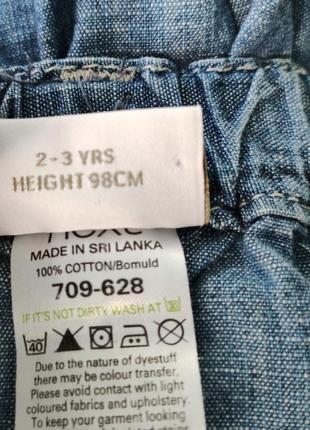 2-3 YRS
HEIGHT 98CM
MADE IN SRI LANKA
100% COTTON/Bomuld
709-628
IF IT'S NOT DIRTY WASH AT 30
40
Due to the nature of dyestuff
there may be colour transfer.
Please avoid contact with light
coloured fabrics and upholstery.
To keep your garment looking